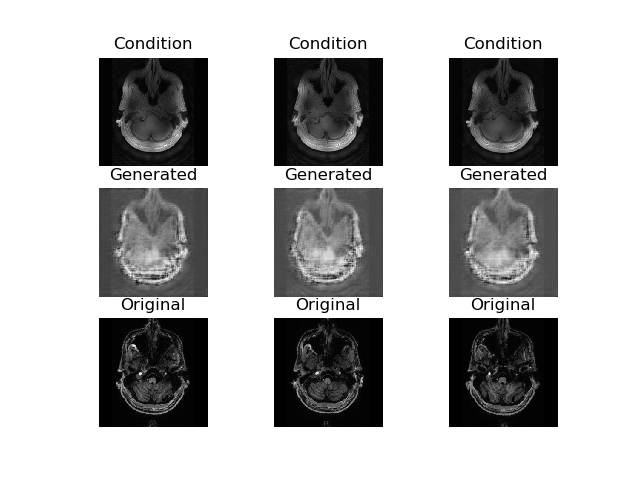 Condition Condition Condition
Generated Generated Generated
Original Original Original